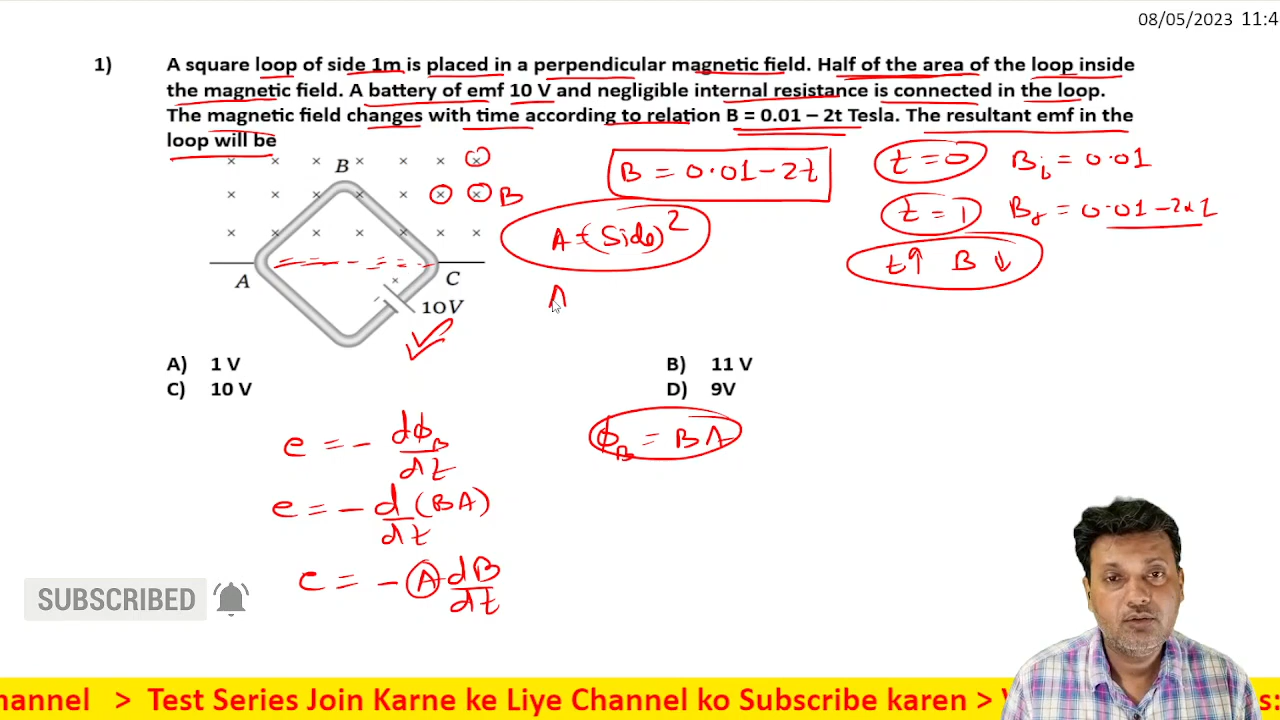 08/05/2023 11:4
1) A square loop of side 1m is placed in a perpendicular magnetic field. Half of the area of the loop inside
the magnetic field. A battery of emf 10 V and negligible internal resistance is connected in the loop.
The magnetic field changes with time according to relation B = 0.01 – 2t Tesla. The resultant emf in the
loop will be
B
B
A
C
10V
B = 0.01 - 2t
t = 0 Bi = 0.01
t = 1 Bf = 0.01 - 2×1
A = (Side)²
t↑ B ↓
A
A) 1 V B) 11 V
C) 10 V D) 9V
e = - dϕB/dt
ϕB = BA
e = - d/dt (BA)
e = - A dB/dt
SUBSCRIBED
hannel > Test Series Join Karne ke Liye Channel ko Subscribe karen > s: